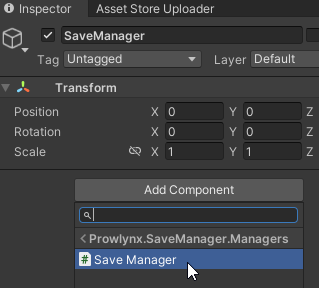 Inspector Asset Store Uploader
SaveManager
Tag Untagged Layer Default
Transform
Position X 0 Y 0 Z
Rotation X 0 Y 0 Z
Scale X 1 Y 1 Z
Add Component
Prowlynx.SaveManager.Managers
# Save Manager